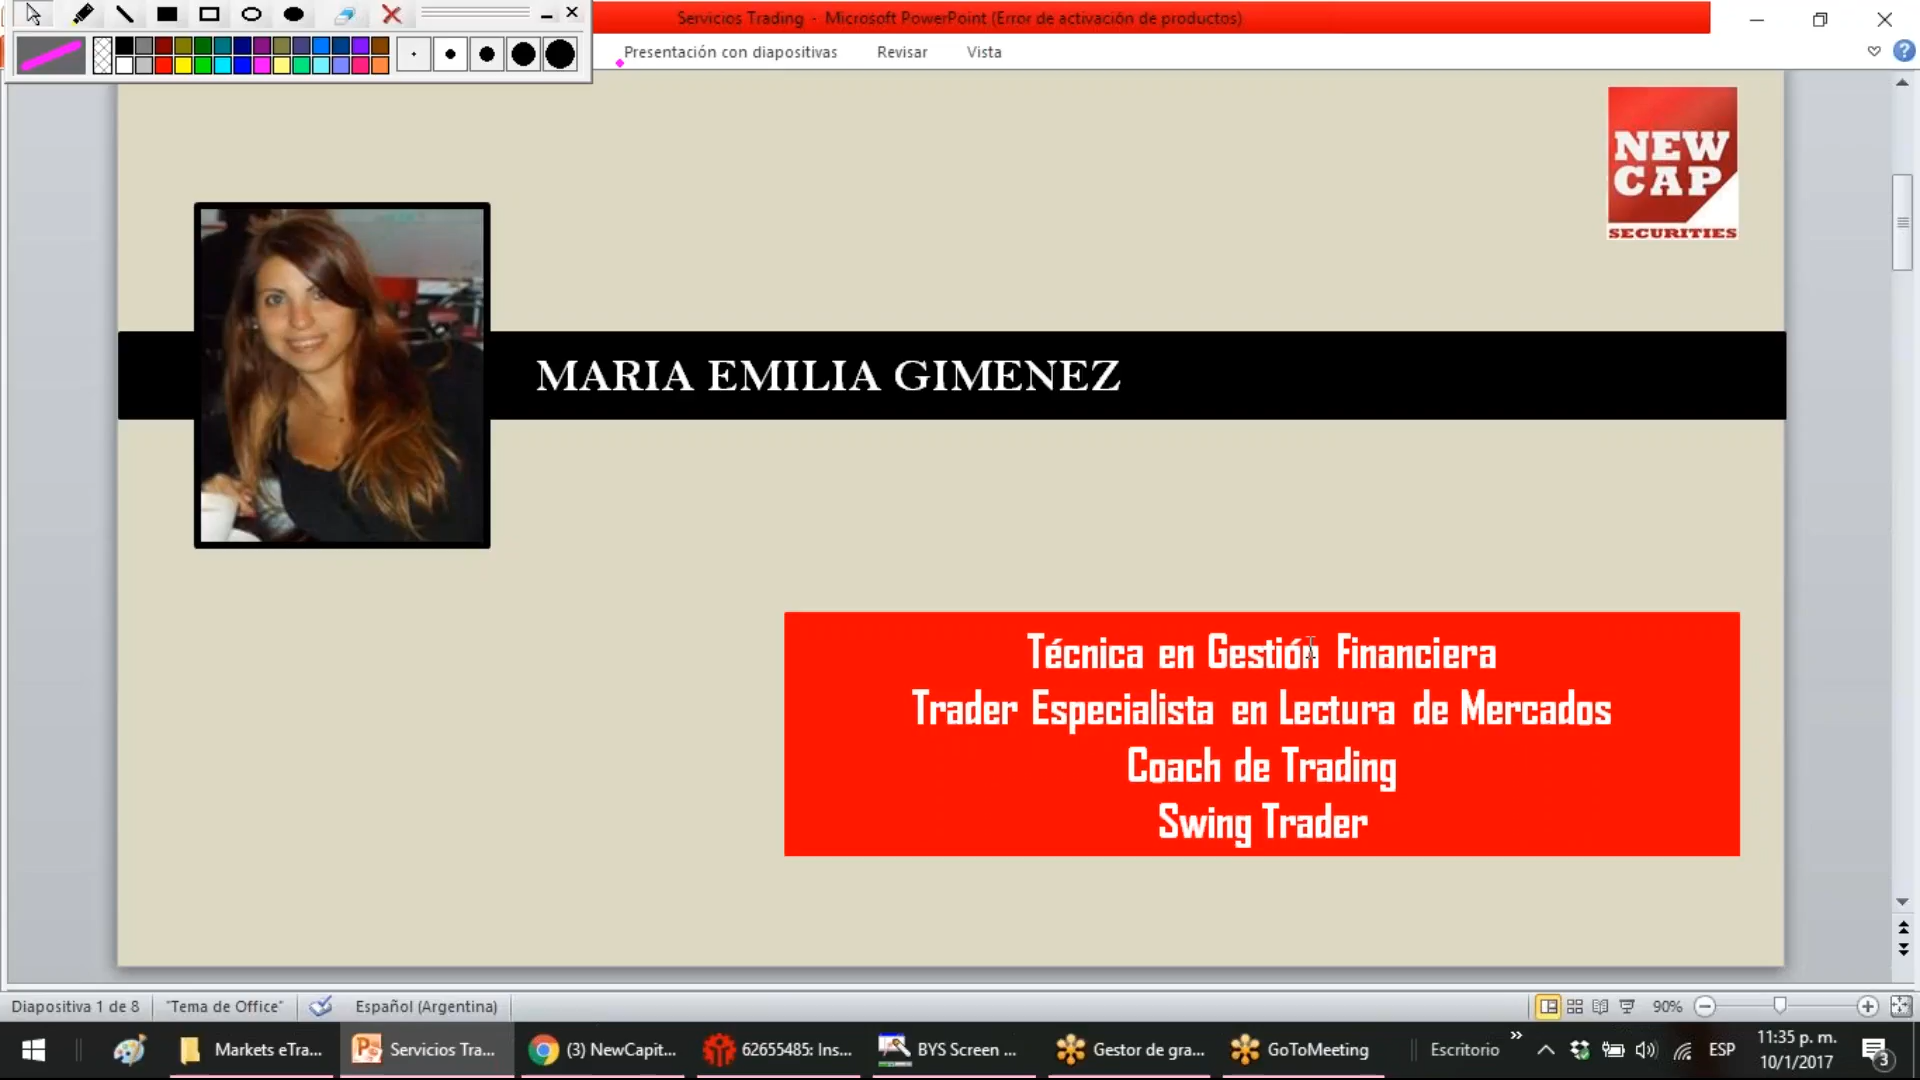 Servicios Trading - Microsoft PowerPoint (Error de activación de productos)
Presentación con diapositivas Revisar Vista
NEW
CAP
SECURITIES
MARIA EMILIA GIMENEZ
Técnica en Gestión Financiera
Trader Especialista en Lectura de Mercados
Coach de Trading
Swing Trader
Diapositiva 1 de 8 "Tema de Office" Español (Argentina) 90%
Markets eTra... Servicios Tra... (3) NewCapit... 62655485: Ins... BYS Screen ... Gestor de gra... GoToMeeting Escritorio ESP 11:35 p. m.
10/1/2017 3